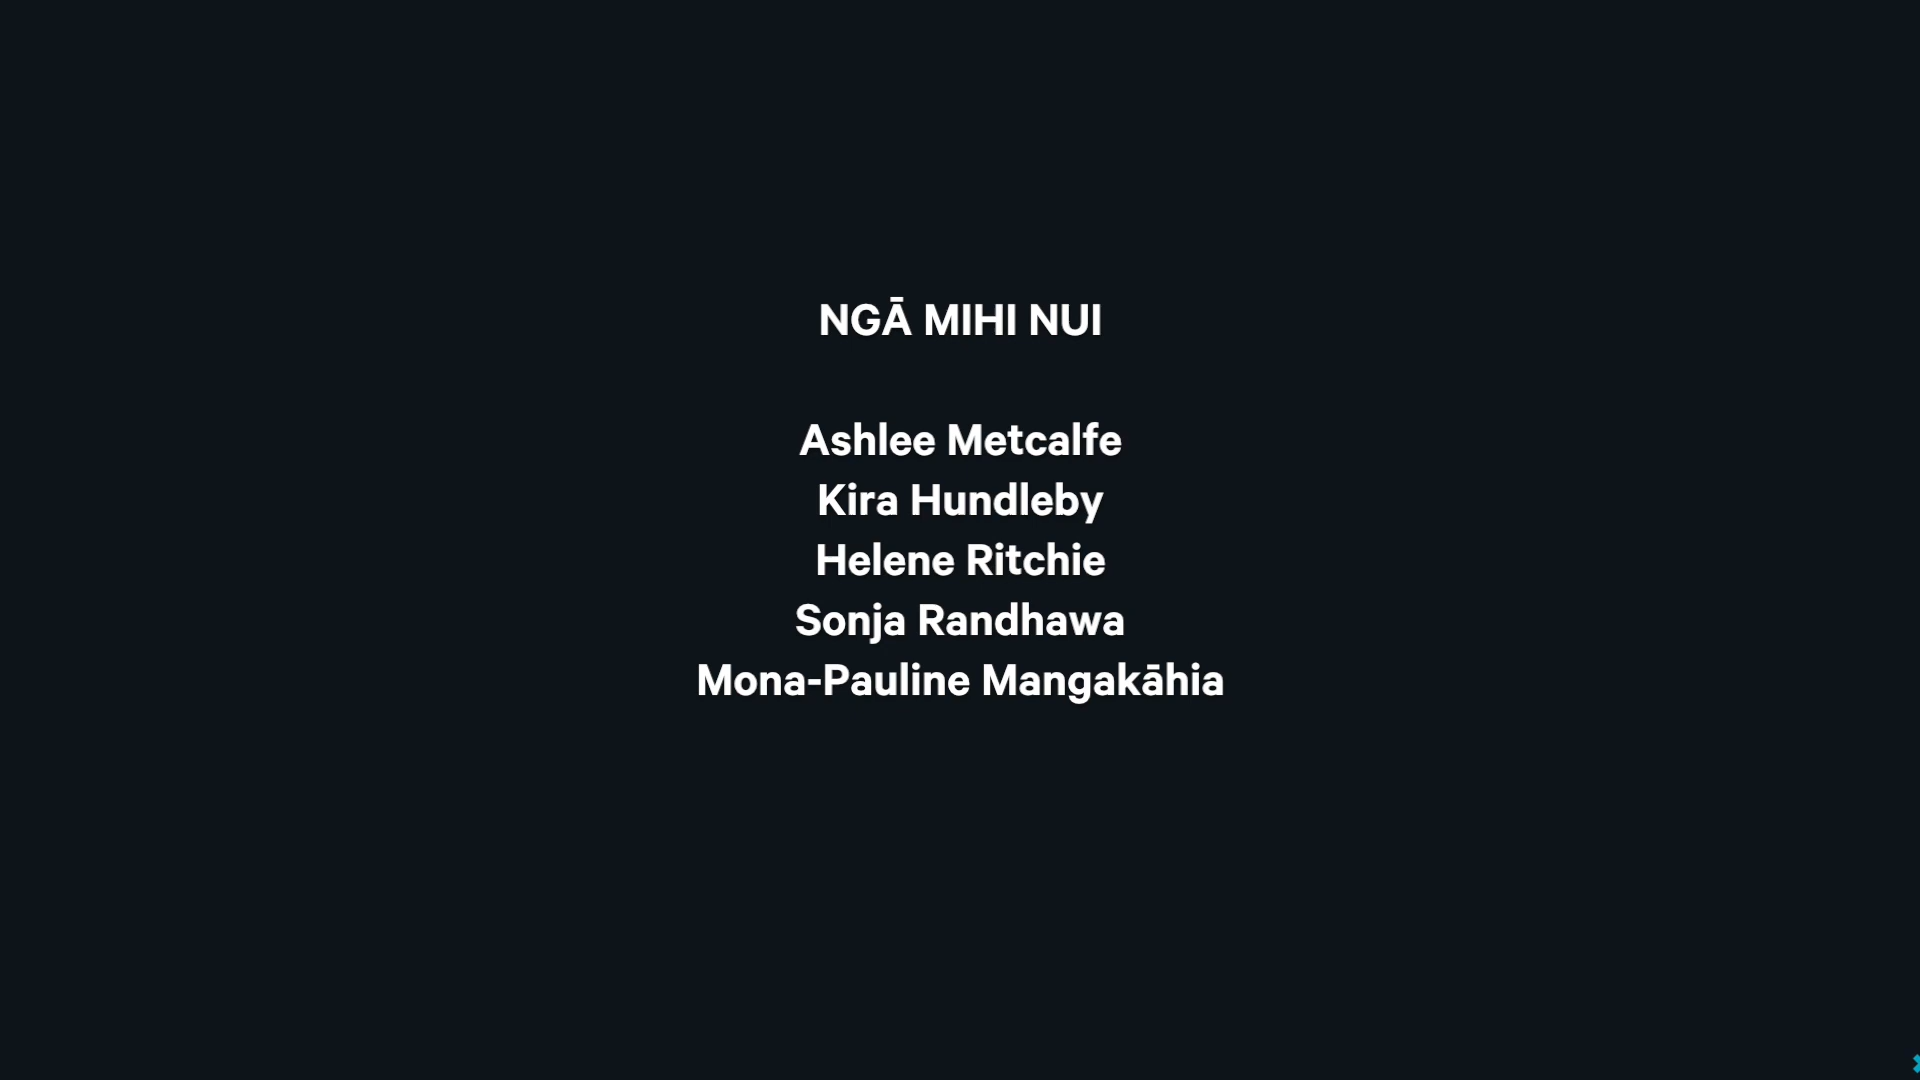 NGĀ MIHI NUI
Ashlee Metcalfe
Kira Hundleby
Helene Ritchie
Sonja Randhawa
Mona-Pauline Mangakāhia